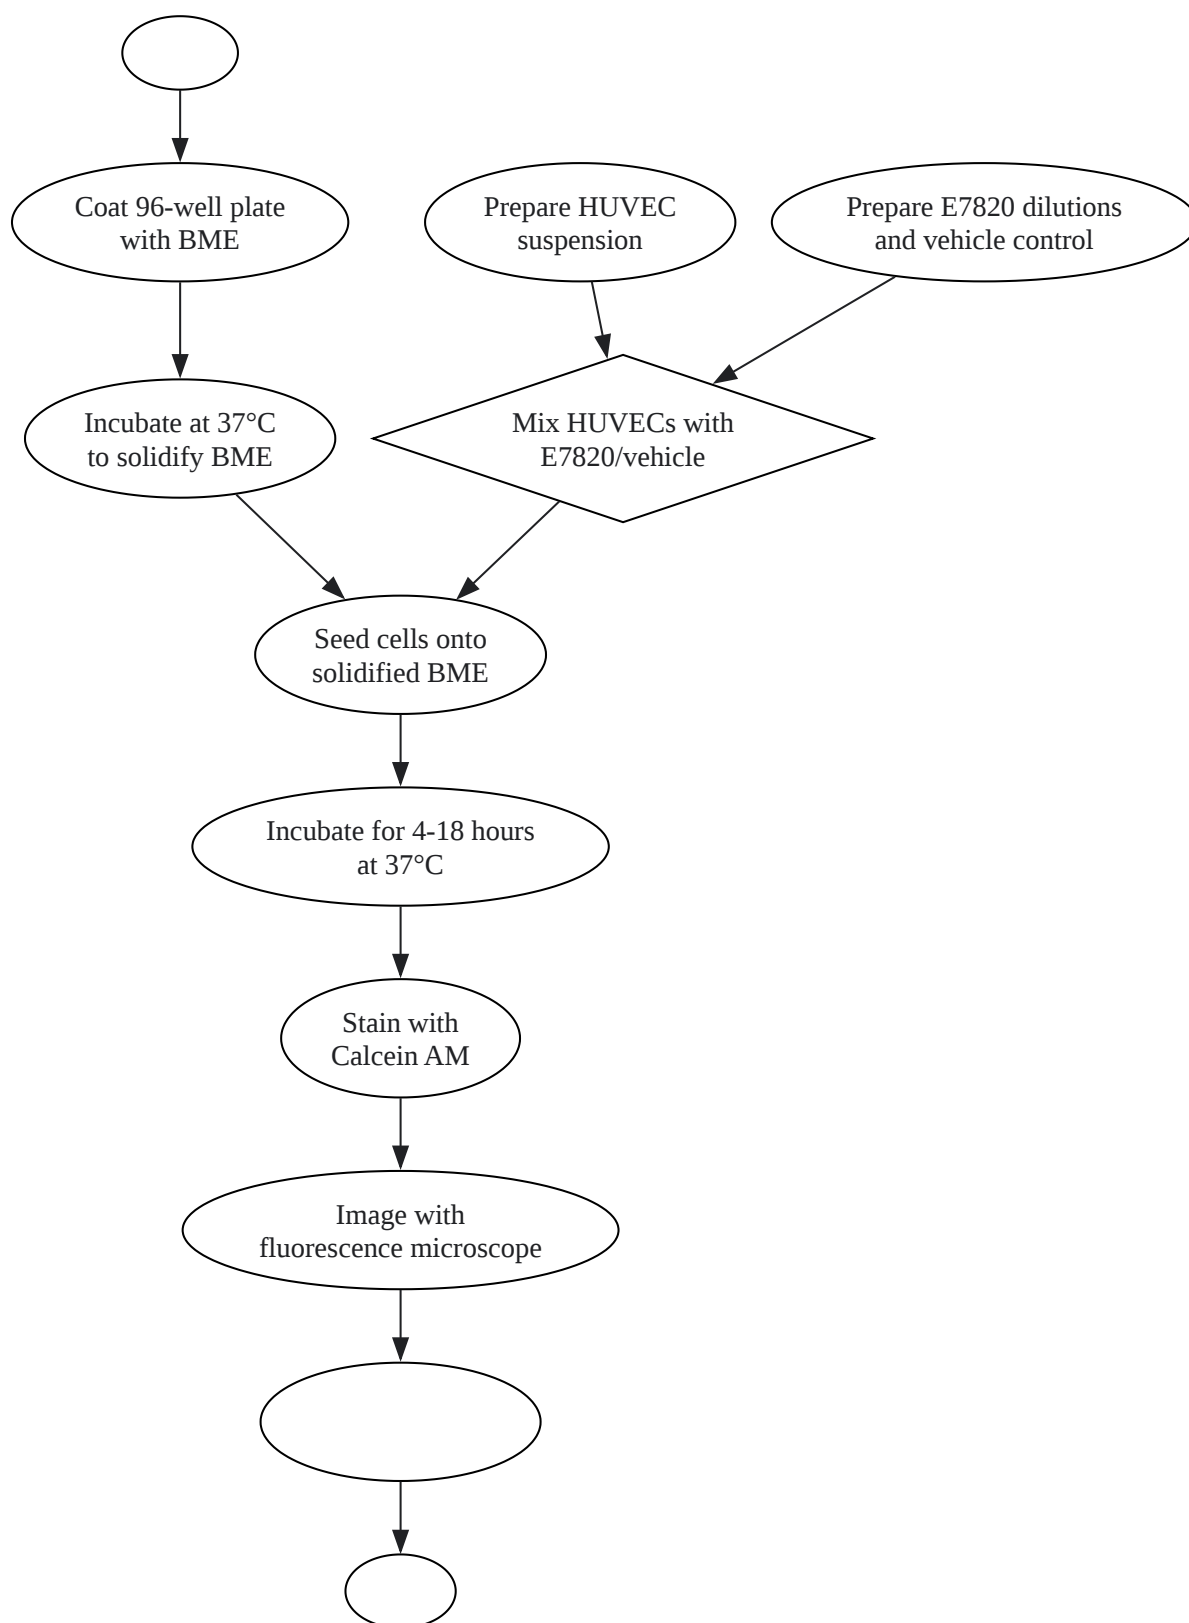 Coat 96-well plate
with BME
Prepare HUVEC
suspension
Prepare E7820 dilutions
and vehicle control
Incubate at 37°C
to solidify BME
Mix HUVECs with
E7820/vehicle
Seed cells onto
solidified BME
Incubate for 4-18 hours
at 37°C
Stain with
Calcein AM
Image with
fluorescence microscope